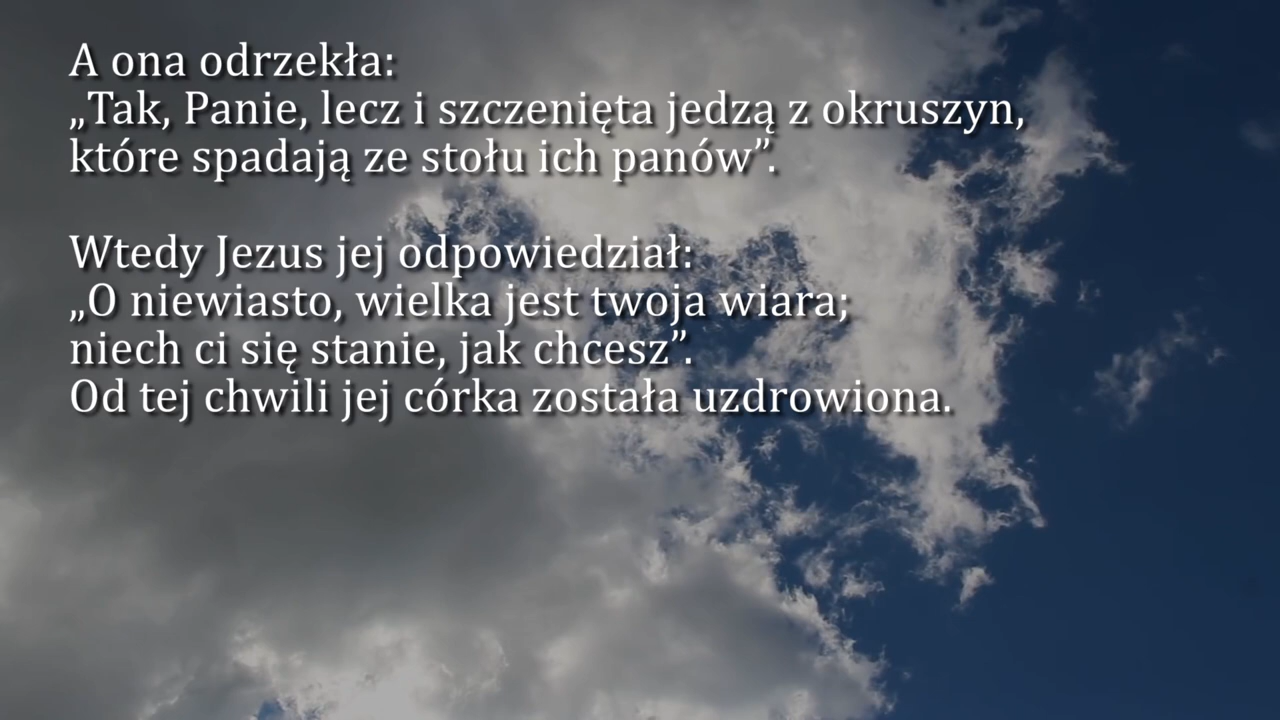 A ona odrzekła:
„Tak, Panie, lecz i szczenięta jedzą z okruszyn,
które spadają ze stołu ich panów”.
Wtedy Jezus jej odpowiedział:
„O niewiasto, wielka jest twoja wiara;
niech ci się stanie, jak chcesz”.
Od tej chwili jej córka została uzdrowiona.